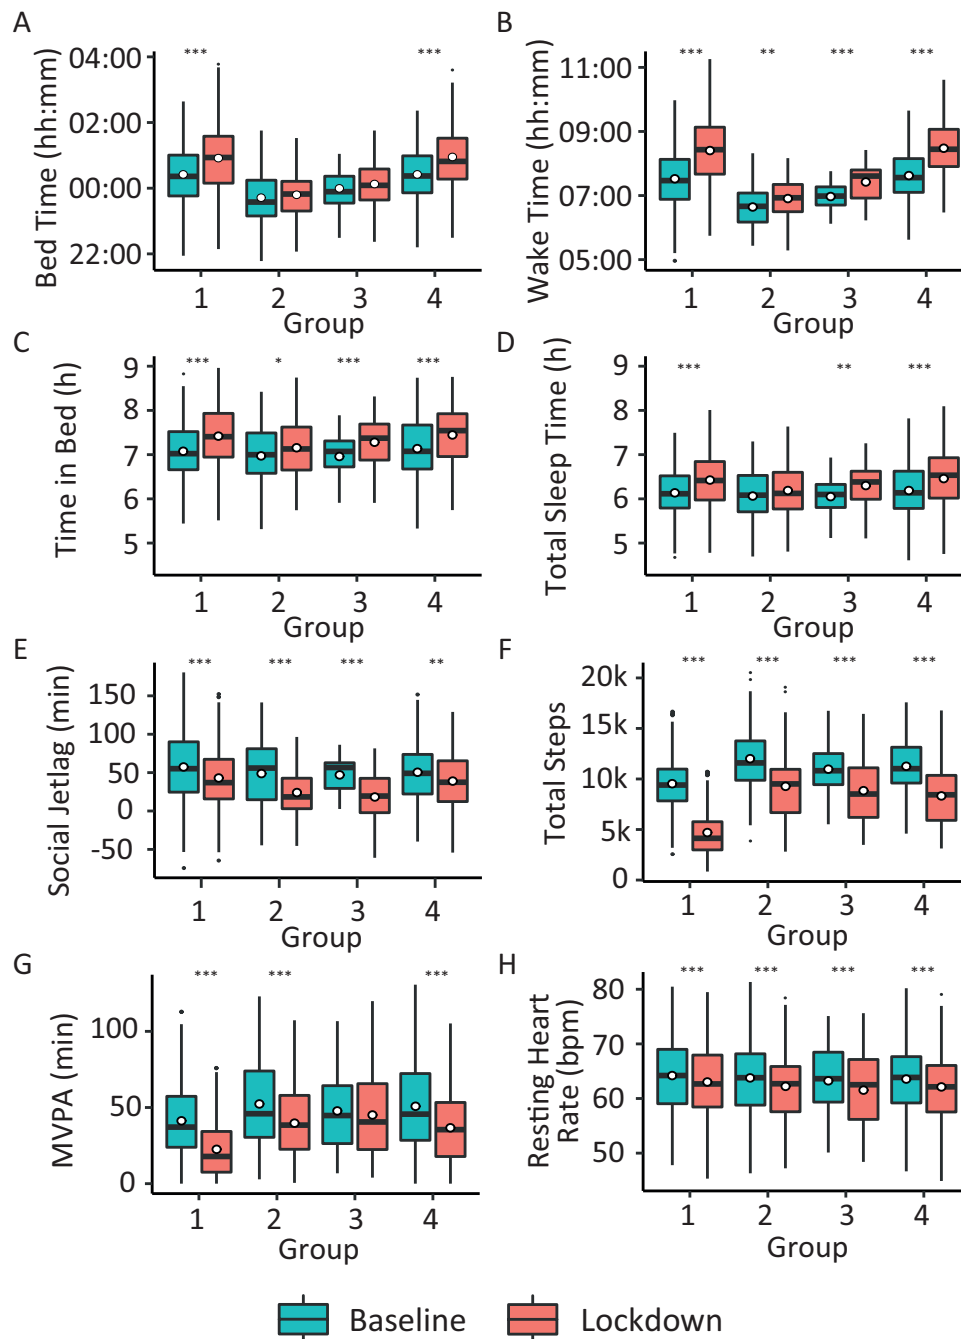 A
Bed Time (hh:mm)
04:00
02:00
00:00
22:00
*** ***
1 2 3 4
Group
B
Wake Time (hh:mm)
11:00
09:00
07:00
05:00
*** ** *** ***
1 2 3 4
Group
C
Time in Bed (h)
9
8
7
6
5
*** * *** ***
1 2 3 4
Group
D
Total Sleep Time (h)
9
8
7
6
5
*** ** ***
1 2 3 4
Group
E
Social Jetlag (min)
150
100
50
0
-50
*** *** *** **
1 2 3 4
Group
F
Total Steps
20k
15k
10k
5k
0
*** *** *** ***
1 2 3 4
Group
G
MVPA (min)
100
50
0
*** *** ***
1 2 3 4
Group
H
Resting Heart
Rate (bpm)
80
70
60
50
*** *** *** ***
1 2 3 4
Group
Baseline Lockdown